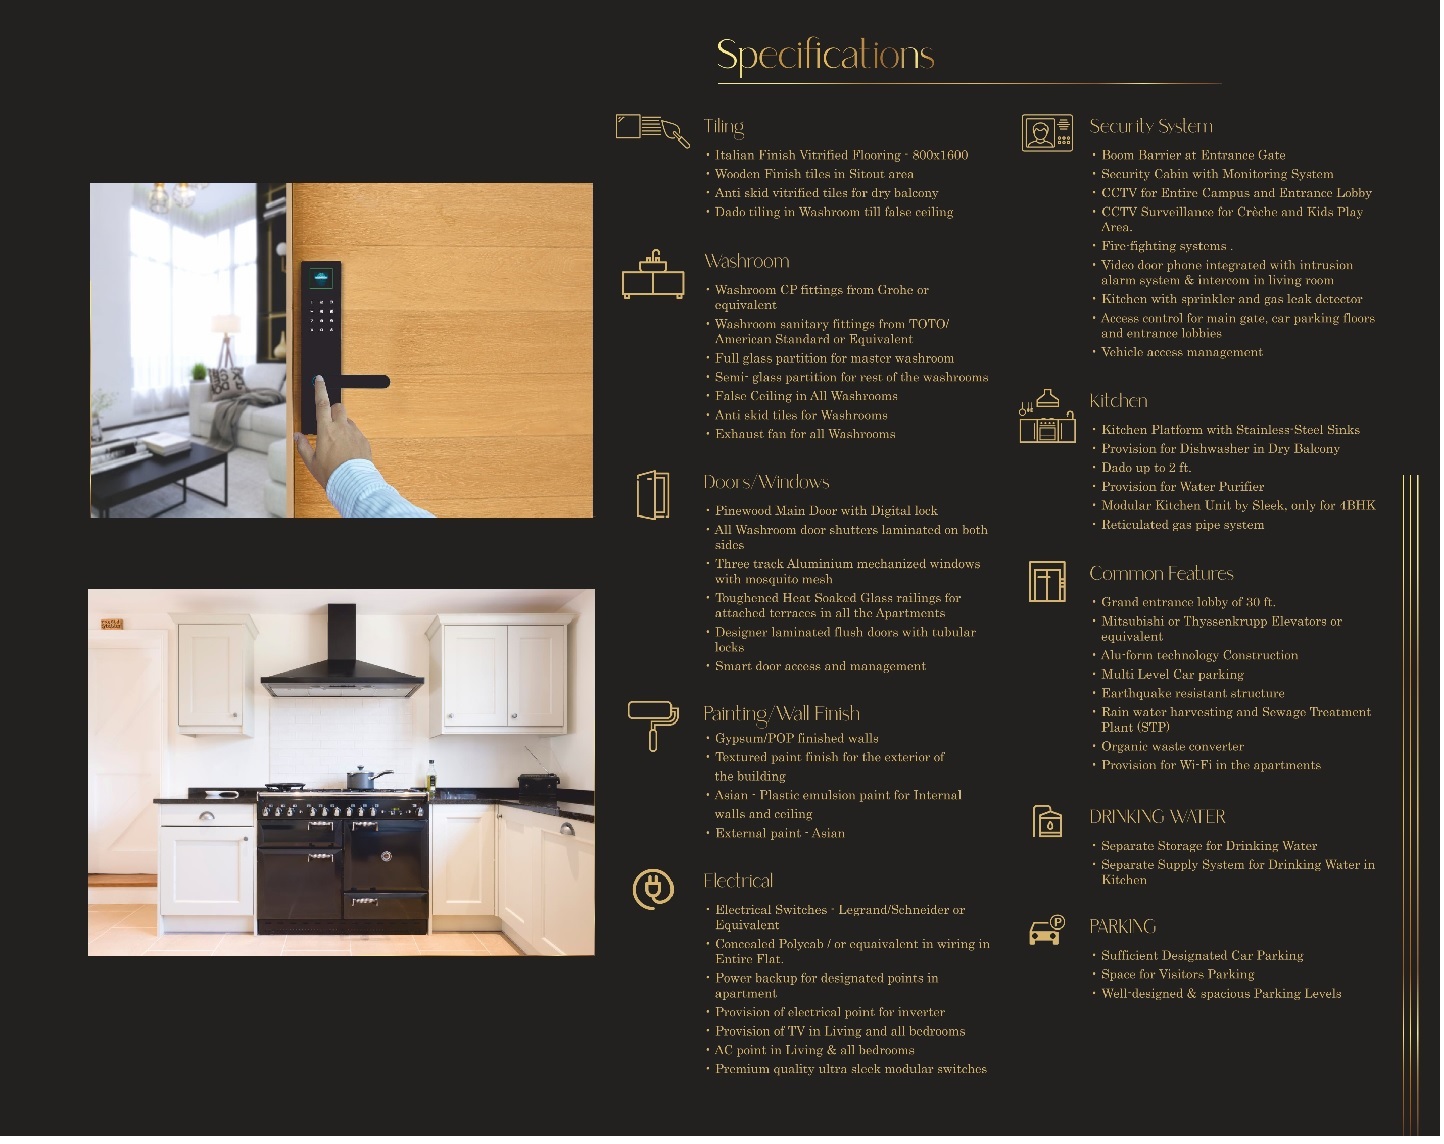 Specifications
Tiling
• Italian Finish Vitrified Flooring - 800x1600
• Wooden Finish tiles in Sitout area
• Anti skid vitrified tiles for dry balcony
• Dado tiling in Washroom till false ceiling
Washroom
• Washroom CP fittings from Grohe or
equivalent
• Washroom sanitary fittings from TOTO/
American Standard or Equivalent
• Full glass partition for master washroom
• Semi- glass partition for rest of the washrooms
• False Ceiling in All Washrooms
• Anti skid tiles for Washrooms
• Exhaust fan for all Washrooms
Doors/Windows
• Pinewood Main Door with Digital lock
• All Washroom door shutters laminated on both
sides
• Three track Aluminium mechanized windows
with mosquito mesh
• Toughened Heat Soaked Glass railings for
attached terraces in all the Apartments
• Designer laminated flush doors with tubular
locks
• Smart door access and management
Painting/Wall Finish
• Gypsum/POP finished walls
• Textured paint finish for the exterior of
the building
• Asian - Plastic emulsion paint for Internal
walls and ceiling
• External paint - Asian
Electrical
• Electrical Switches - Legrand/Schneider or
Equivalent
• Concealed Polycab / or equaivalent in wiring in
Entire Flat.
• Power backup for designated points in
apartment
• Provision of electrical point for inverter
• Provision of TV in Living and all bedrooms
• AC point in Living & all bedrooms
• Premium quality ultra sleek modular switches
Security System
• Boom Barrier at Entrance Gate
• Security Cabin with Monitoring System
• CCTV for Entire Campus and Entrance Lobby
• CCTV Surveillance for Crèche and Kids Play
Area.
• Fire-fighting systems .
• Video door phone integrated with intrusion
alarm system & intercom in living room
• Kitchen with sprinkler and gas leak detector
• Access control for main gate, car parking floors
and entrance lobbies
• Vehicle access management
Kitchen
• Kitchen Platform with Stainless-Steel Sinks
• Provision for Dishwasher in Dry Balcony
• Dado up to 2 ft.
• Provision for Water Purifier
• Modular Kitchen Unit by Sleek, only for 4BHK
• Reticulated gas pipe system
Common Features
• Grand entrance lobby of 30 ft.
• Mitsubishi or Thyssenkrupp Elevators or
equivalent
• Alu-form technology Construction
• Multi Level Car parking
• Earthquake resistant structure
• Rain water harvesting and Sewage Treatment
Plant (STP)
• Organic waste converter
• Provision for Wi-Fi in the apartments
DRINKING WATER
• Separate Storage for Drinking Water
• Separate Supply System for Drinking Water in
Kitchen
P
PARKING
• Sufficient Designated Car Parking
• Space for Visitors Parking
• Well-designed & spacious Parking Levels